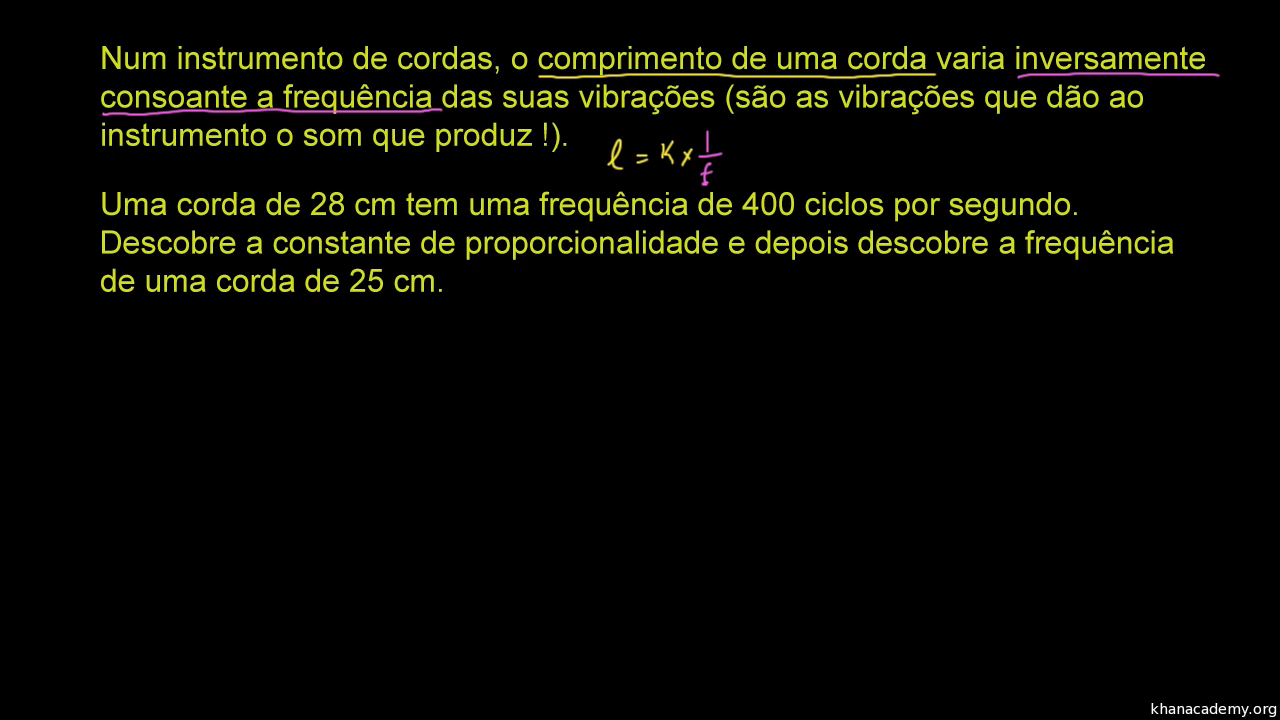 Num instrumento de cordas, o comprimento de uma corda varia inversamente
consoante a frequência das suas vibrações (são as vibrações que dão ao
instrumento o som que produz !).
l = K × 1/f
Uma corda de 28 cm tem uma frequência de 400 ciclos por segundo.
Descobre a constante de proporcionalidade e depois descobre a frequência
de uma corda de 25 cm.
khanacademy.org